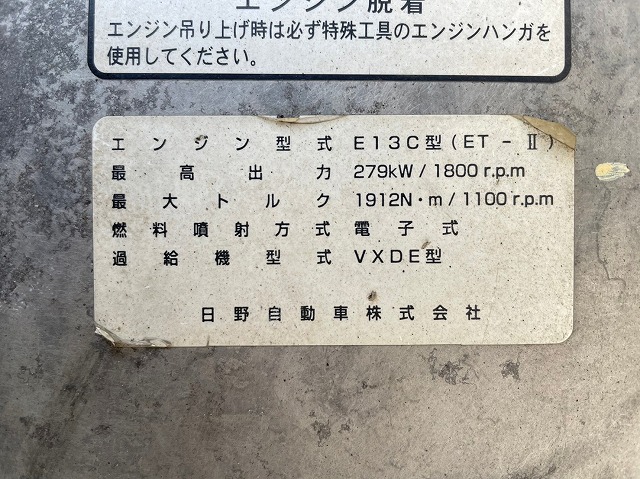 エンジン脱着
エンジン吊り上げ時は必ず特殊工具のエンジンハンガを
使用してください。
エンジン型式 E13C型(ET-Ⅱ)
最高出力 279kW/1800r.p.m
最大トルク 1912N・m/1100r.p.m
燃料噴射方式 電子式
過給機型式 VXDE型
日野自動車株式会社